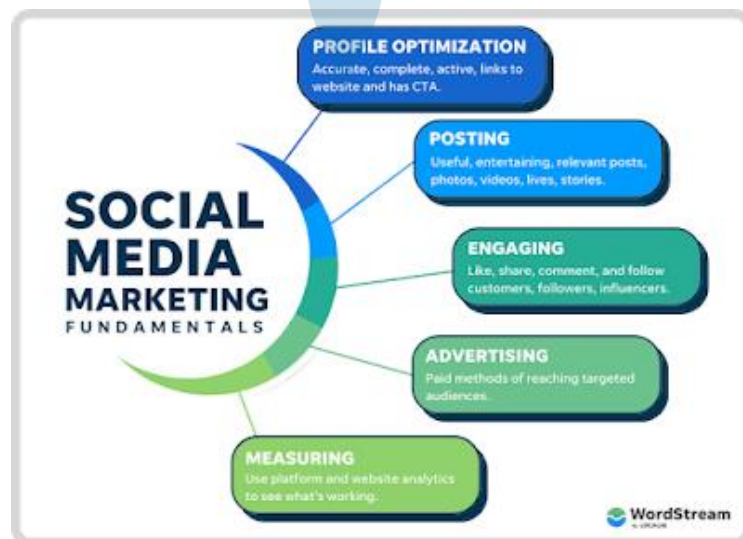 PROFILE OPTIMIZATION
Accurate, complete, active, links to
website and has CTA.
POSTING
Useful, entertaining, relevant posts,
photos, videos, lives, stories.
SOCIAL
MEDIA
MARKETING
FUNDAMENTALS
ENGAGING
Like, share, comment, and follow
customers, followers, influencers.
ADVERTISING
Paid methods of reaching targeted
audiences.
MEASURING
Use platform and website analytics
to see what's working.
WordStream